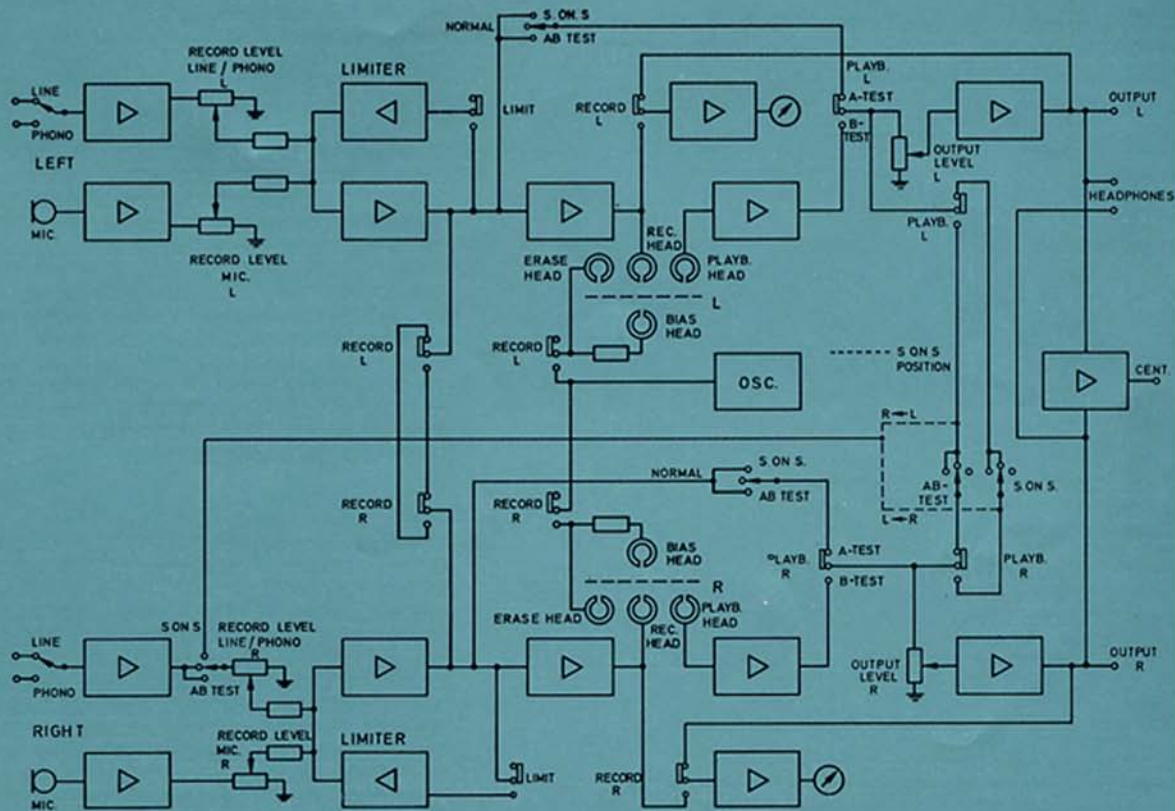 S. ON. S
NORMAL
AB TEST
RECORD LEVEL
LINE / PHONO
L
LIMITER
PLAYB.
L
LINE
PHONO
LIMIT
RECORD
L
A-TEST
B-TEST
OUTPUT
L
LEFT
OUTPUT
LEVEL
L
HEADPHONES
MIC.
RECORD LEVEL
MIC.
L
ERASE
HEAD
REC.
HEAD
PLAYB.
HEAD
PLAYB.
L
L
BIAS
HEAD
RECORD
L
RECORD
L
S ON S
POSITION
OSC.
CENT.
R←L
NORMAL
S. ON S.
AB TEST
RECORD
R
RECORD
R
AB-
TEST
S.ON S.
L←R
BIAS
HEAD
R
PLAYB.
R
A-TEST
B-TEST
PLAYB.
R
ERASE HEAD
REC.
HEAD
PLAYB.
HEAD
LINE
PHONO
S ON S
AB TEST
RECORD LEVEL
LINE / PHONO
R
OUTPUT
LEVEL
R
OUTPUT
R
RIGHT
RECORD LEVEL
MIC.
R
LIMITER
LIMIT
RECORD
R
MIC.